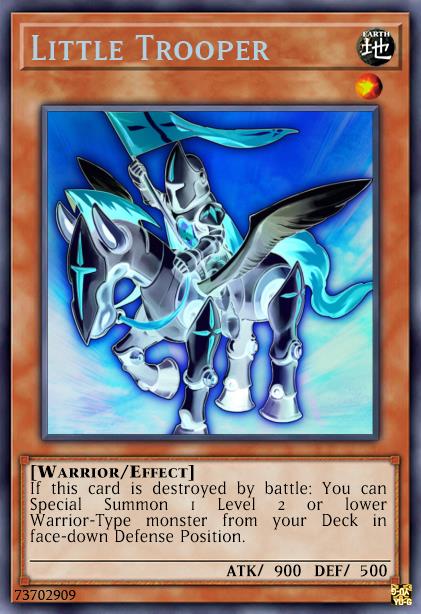 LITTLE TROOPER
EARTH
地
[WARRIOR/EFFECT]
If this card is destroyed by battle: You can
Special Summon 1 Level 2 or lower
Warrior-Type monster from your Deck in
face-down Defense Position.
ATK/ 900 DEF/ 500
73702909